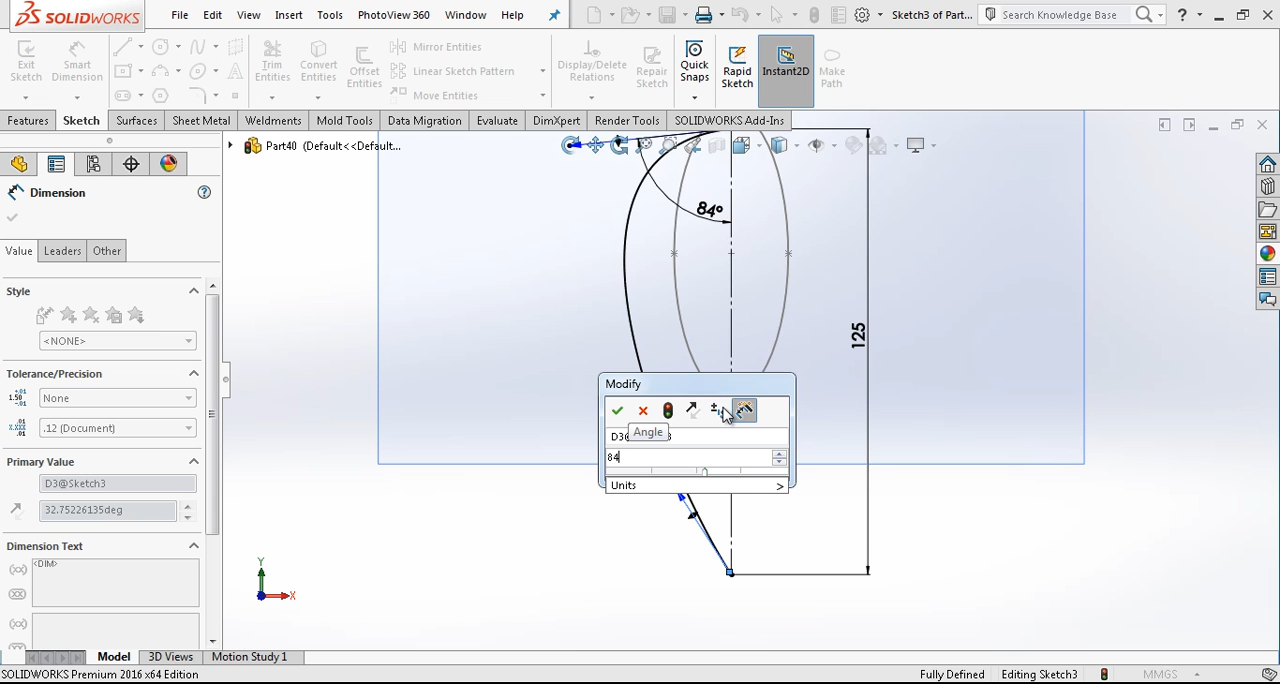 SOLIDWORKS
File Edit View Insert Tools PhotoView 360 Window Help
Sketch3 of Part... Search Knowledge Base ?
Exit Sketch
Smart Dimension
Trim Entities
Convert Entities
Offset Entities
Mirror Entities
Linear Sketch Pattern
Move Entities
Display/Delete Relations
Repair Sketch
Quick Snaps
Rapid Sketch
Instant2D
Make Path
Features Sketch Surfaces Sheet Metal Weldments Mold Tools Data Migration Evaluate DimXpert Render Tools SOLIDWORKS Add-Ins
Part40 (Default<<Default...
Dimension
Value Leaders Other
Style
<NONE>
Tolerance/Precision
None
.12 (Document)
Primary Value
D3@Sketch3
32.75226135deg
Dimension Text
<DIM>
84°
125
Modify
Angle
84
Units >
Y
X
Model 3D Views Motion Study 1
SOLIDWORKS Premium 2016 x64 Edition
Fully Defined Editing Sketch3 MMGS